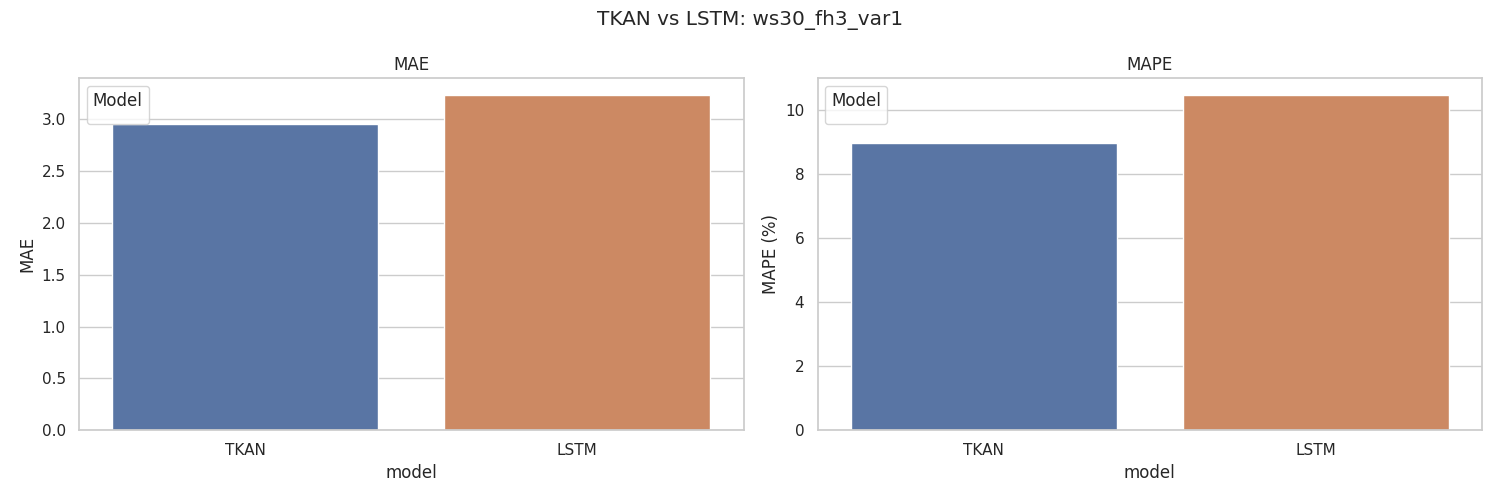 TKAN vs LSTM: ws30_fh3_var1
MAE
Model
3.0
2.5
2.0
1.5
1.0
0.5
0.0
MAE
TKAN
LSTM
model
MAPE
Model
10
8
6
4
2
0
MAPE (%)
TKAN
LSTM
model